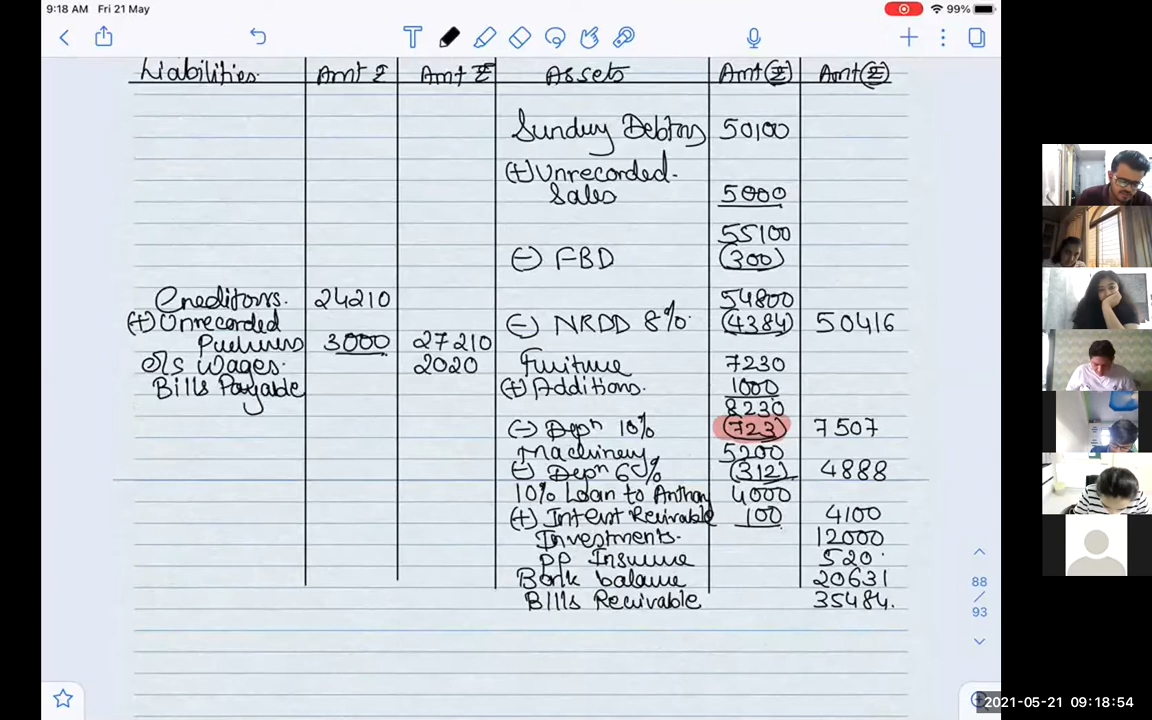 9:18 AM Fri 21 May 99%
Liabilities. Amt ₹ Amt ₹ Assets Amt(₹) Amt(₹)
Sundry Debtors 50100
(+) Unrecorded.
Sales 5000
55100
(-) FBD (300)
Creditors. 24210 54800
(+) Unrecorded (-) NRDD 8%. (4384) 50416
Purchases 3000 27210
O/S Wages. 2020 Furniture 7230
Bills Payable (+) Additions. 1000
8230
(-) Depn 10% (723) 7507
Machinery 5200
(-) Depn 6% (312) 4888
10% Loan to Anthony 4000
(+) Interest Receivable 100 4100
Investments. 12000
PP Insurance 520
Bank balance 20631
Bills Receivable 35484.
88
/
93
2021-05-21 09:18:54